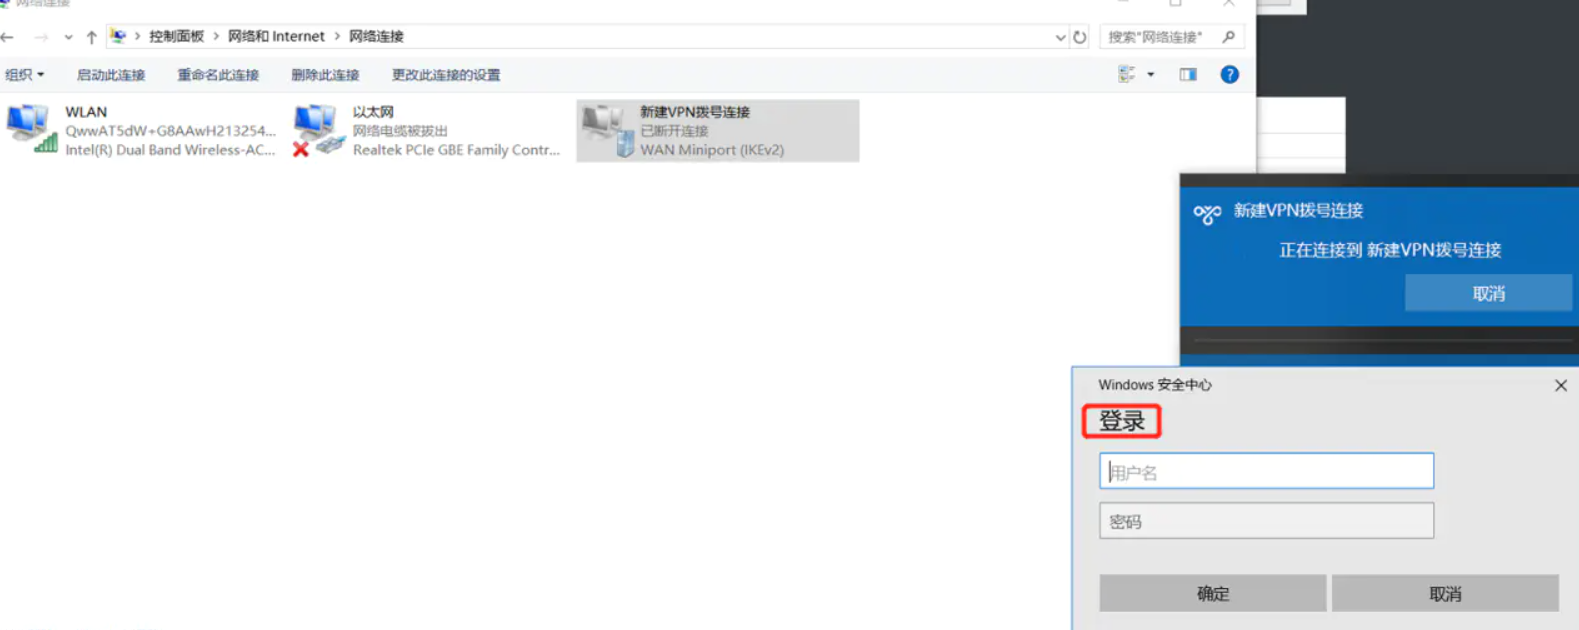 网络连接
控制面板 › 网络和 Internet › 网络连接
搜索"网络连接"
组织 启动此连接 重命名此连接 删除此连接 更改此连接的设置
WLAN
QwwAT5dW+G8AAwH213254...
Intel(R) Dual Band Wireless-AC...
以太网
网络电缆被拔出
Realtek PCIe GBE Family Contr...
新建VPN拨号连接
已断开连接
WAN Miniport (IKEv2)
新建VPN拨号连接
正在连接到 新建VPN拨号连接
取消
Windows 安全中心
登录
用户名
密码
确定 取消